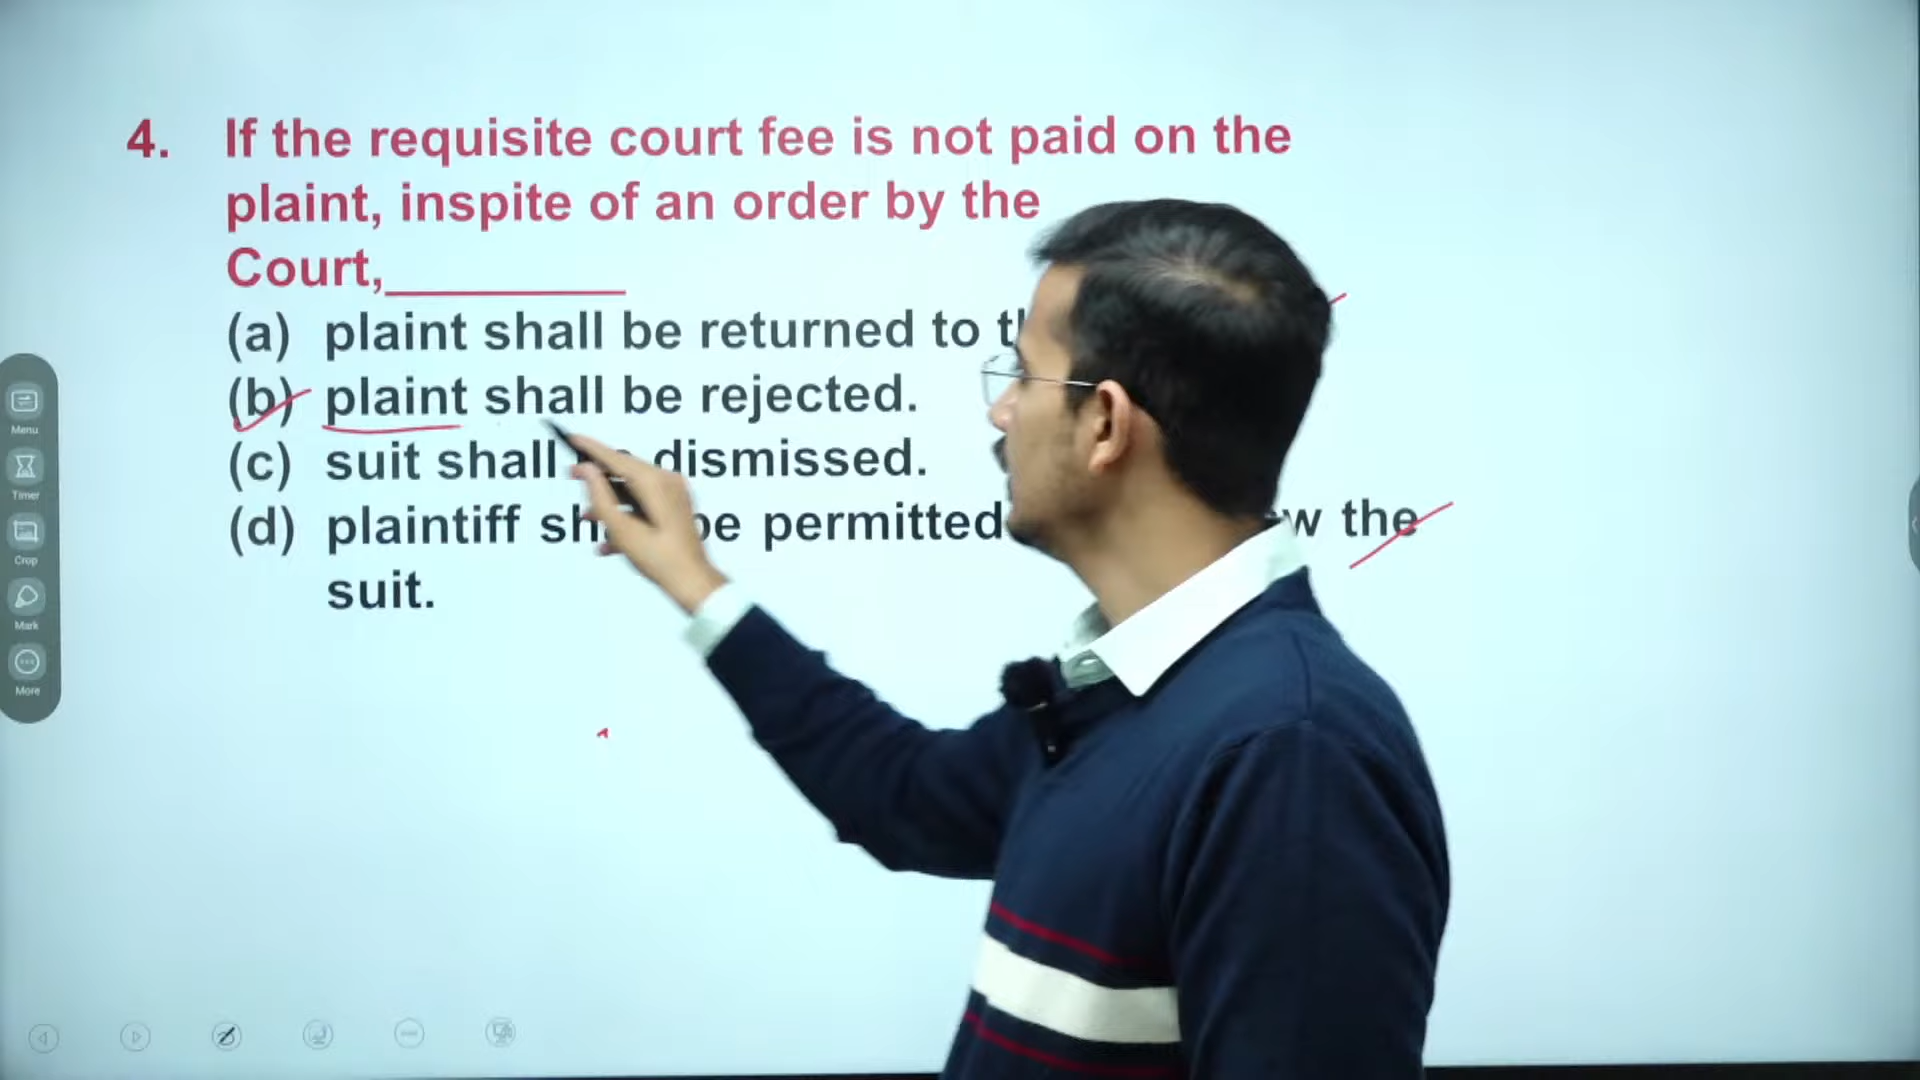 4. If the requisite court fee is not paid on the
plaint, inspite of an order by the
Court,________
(a) plaint shall be returned to
(b) plaint shall be rejected.
(c) suit shall dismissed.
(d) plaintiff be permitted the
suit.
Menu
Timer
Crop
Mark
More